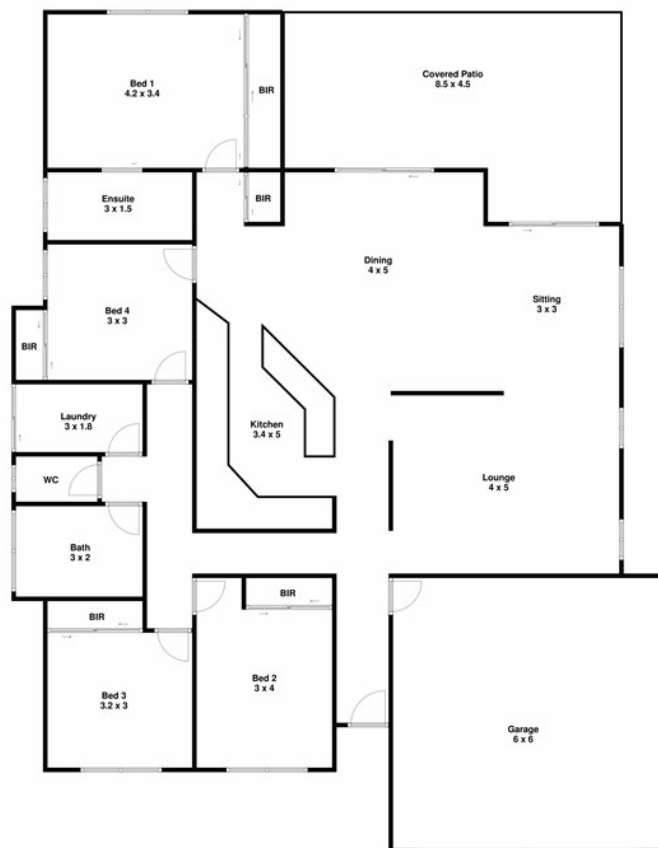 Bed 1
4.2 x 3.4
BIR
Covered Patio
8.5 x 4.5
Ensuite
3 x 1.5
BIR
Dining
4 x 5
Sitting
3 x 3
Bed 4
3 x 3
BIR
Laundry
3 x 1.8
Kitchen
3.4 x 5
WC
Lounge
4 x 5
Bath
3 x 2
BIR
BIR
Bed 3
3.2 x 3
Bed 2
3 x 4
Garage
6 x 6